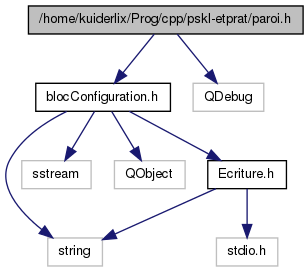 /home/kuiderlix/Prog/cpp/pskl-etprat/paroi.h
blocConfiguration.h
QDebug
sstream
QObject
Ecriture.h
string
stdio.h